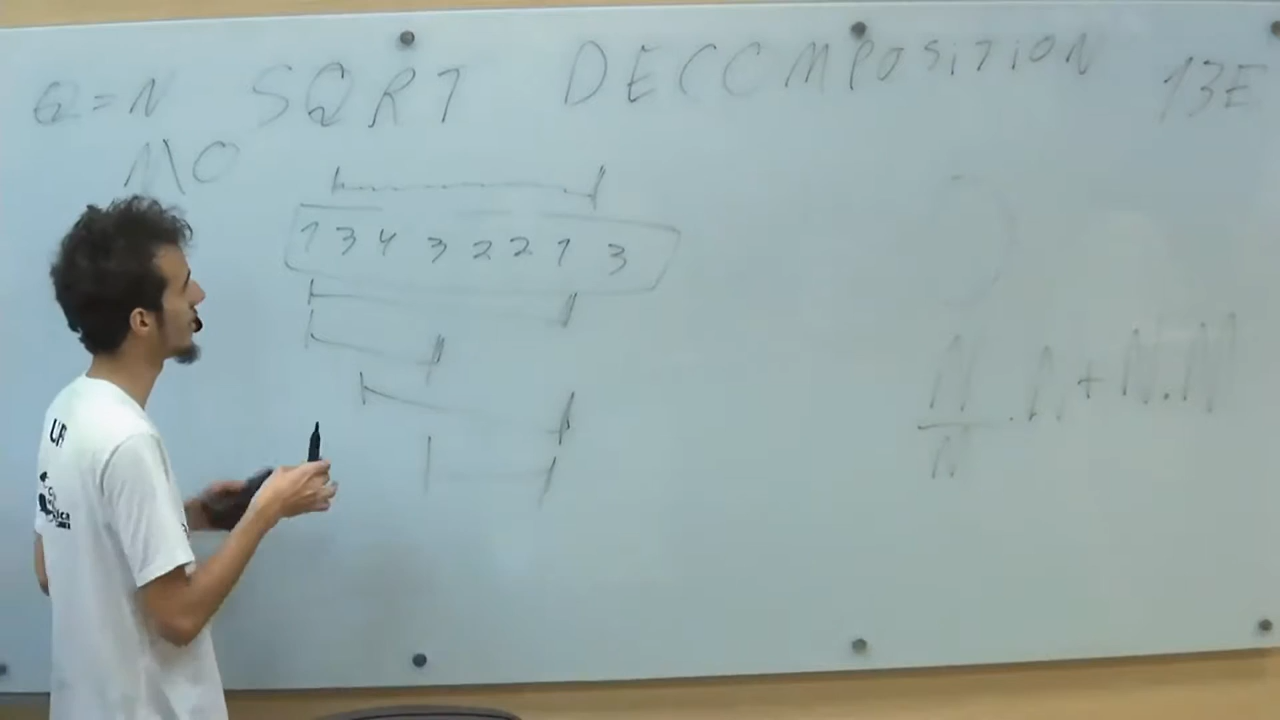 Q=N SQRT DECOMPOSITION 13E
MO
1 3 4 3 2 2 1 3
N
N . N + N.N